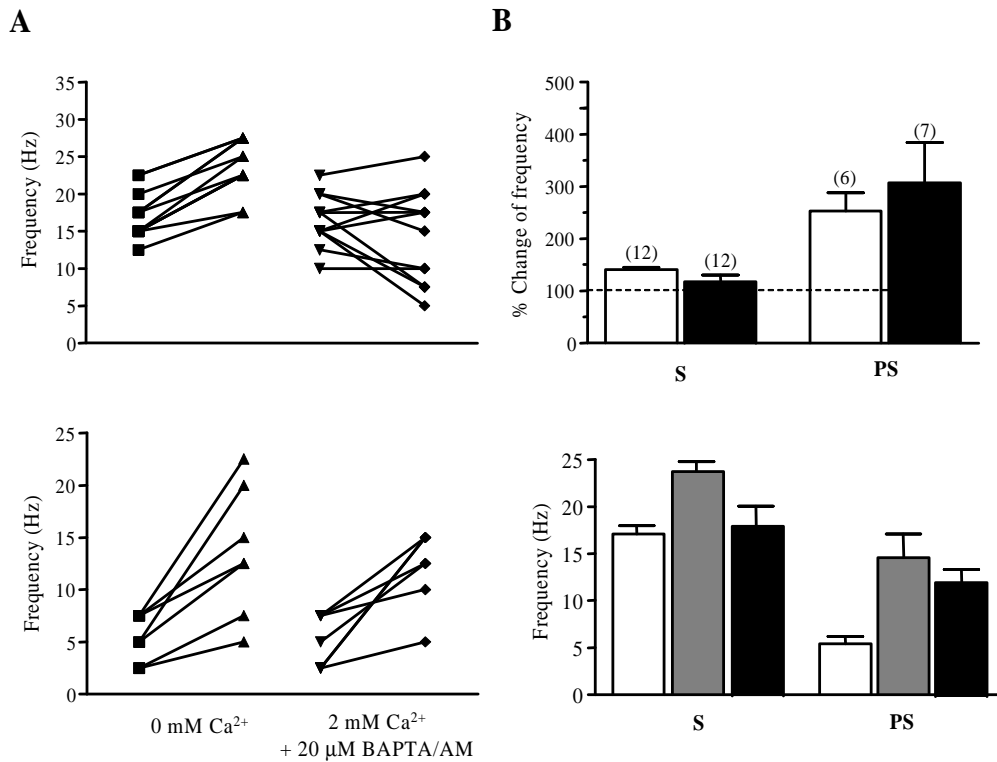 A
B
Frequency (Hz)
35
30
25
20
15
10
5
0
% Change of frequency
500
400
300
200
100
0
(12)
(12)
(6)
(7)
S
PS
Frequency (Hz)
25
20
15
10
5
0
0 mM Ca²⁺
2 mM Ca²⁺
+ 20 μM BAPTA/AM
Frequency (Hz)
25
20
15
10
5
0
S
PS